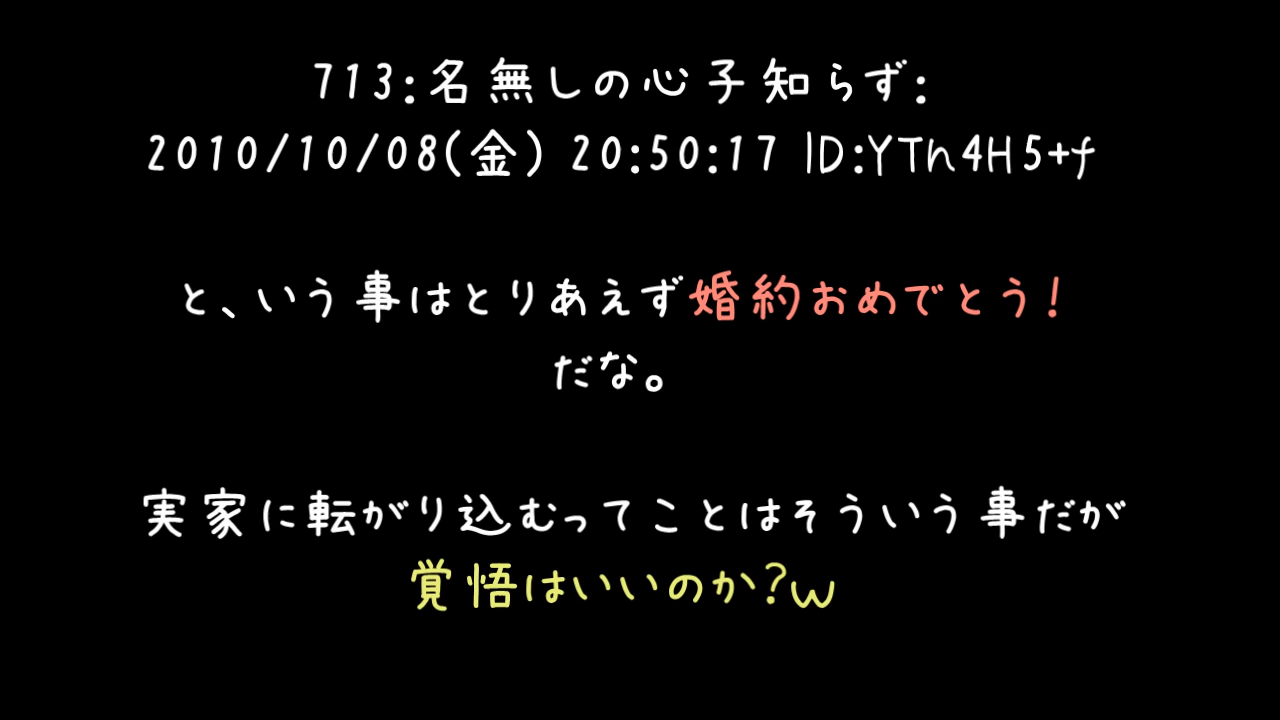 713:名無しの心子知らず:
2010/10/08(金) 20:50:17 ID:YTn4H5+f
と、いう事はとりあえず婚約おめでとう!
だな。
実家に転がり込むってことはそういう事だが
覚悟はいいのか?w